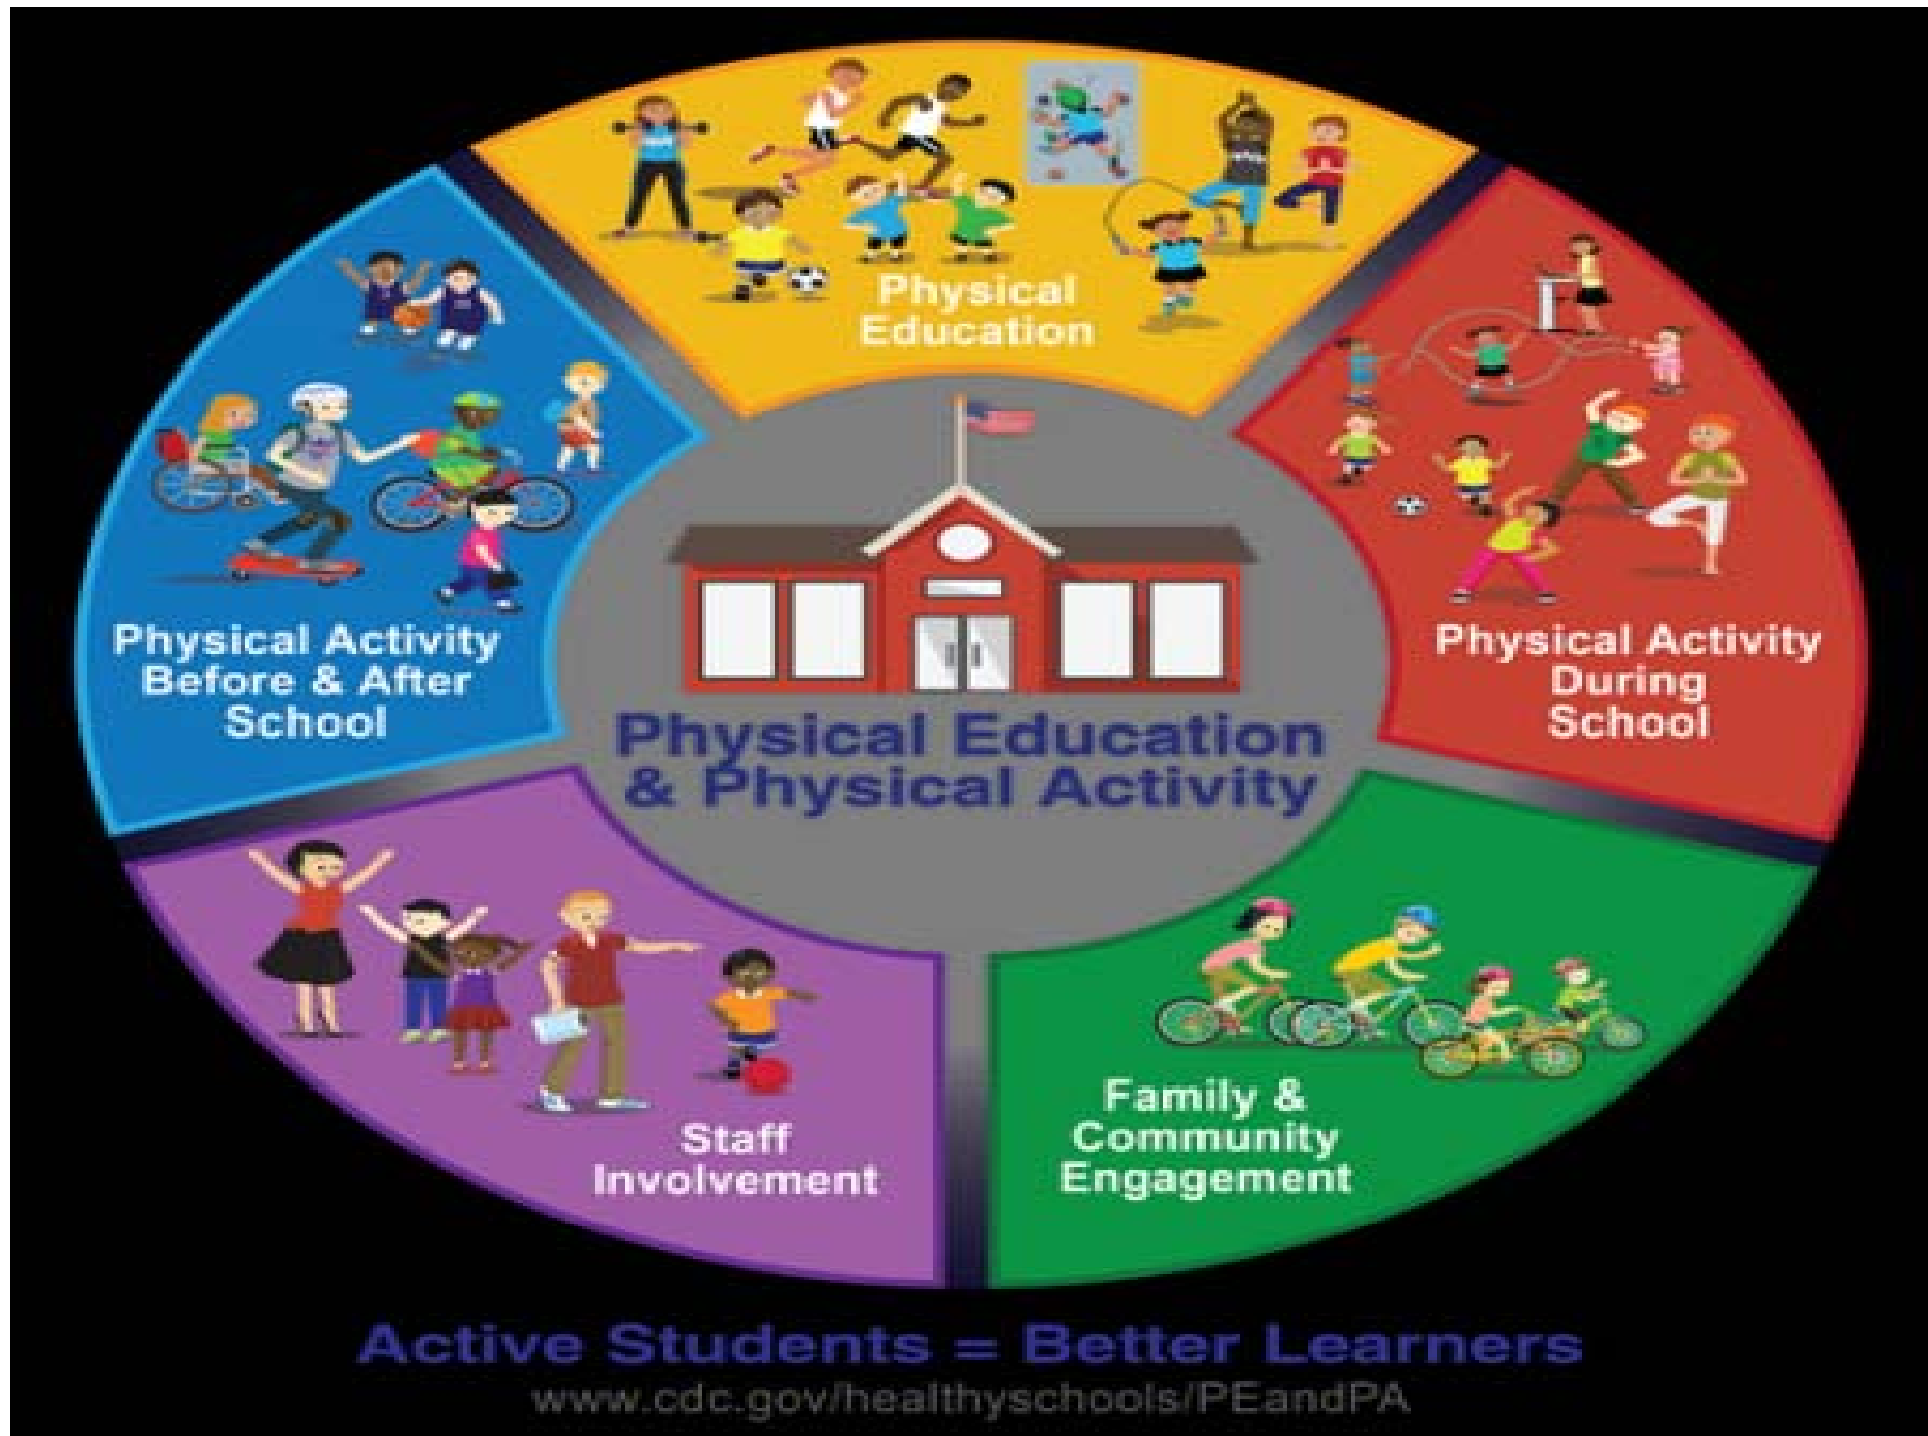 Physical
Education
Physical Activity
Before & After
School
Physical Activity
During
School
Physical Education
& Physical Activity
Staff
Involvement
Family &
Community
Engagement
Active Students = Better Learners
www.cdc.gov/healthyschools/PEandPA